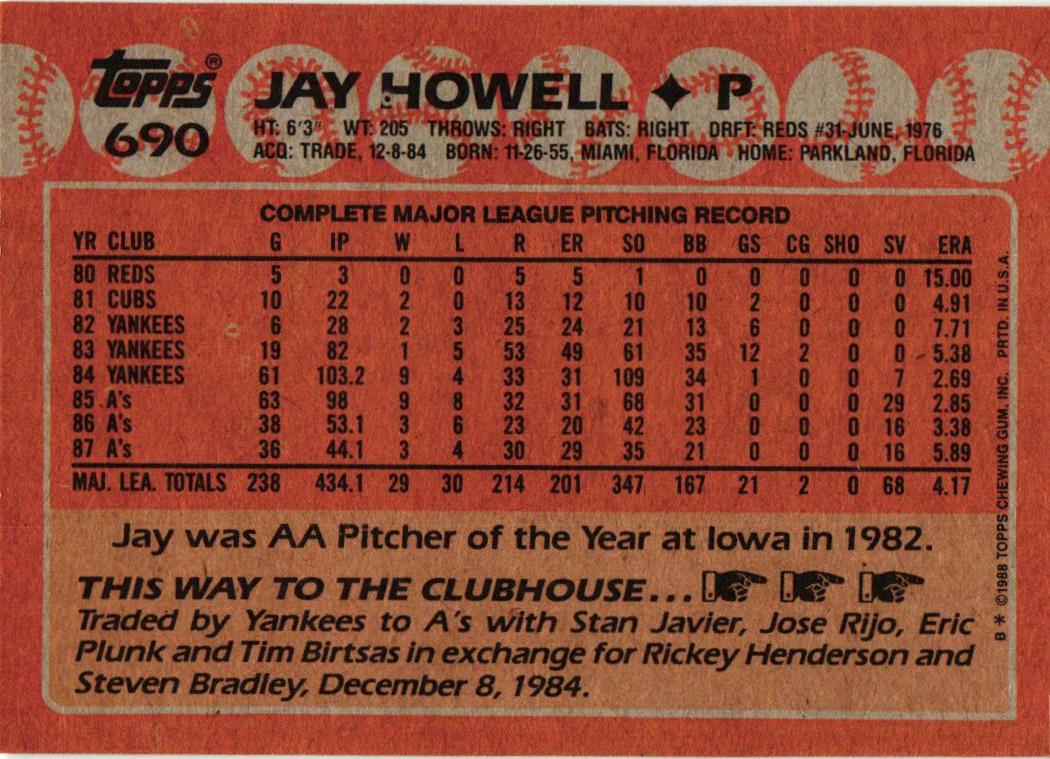 Topps®
690
JAY HOWELL ✦ P
HT: 6'3" WT: 205 THROWS: RIGHT BATS: RIGHT DRFT: REDS #31-JUNE, 1976
ACQ: TRADE, 12-8-84 BORN: 11-26-55, MIAMI, FLORIDA HOME: PARKLAND, FLORIDA
COMPLETE MAJOR LEAGUE PITCHING RECORD
YR CLUB G IP W L R ER SO BB GS CG SHO SV ERA
80 REDS 5 3 0 0 5 5 1 0 0 0 0 0 15.00
81 CUBS 10 22 2 0 13 12 10 10 2 0 0 0 4.91
82 YANKEES 6 28 2 3 25 24 21 13 6 0 0 0 7.71
83 YANKEES 19 82 1 5 53 49 61 35 12 2 0 0 5.38
84 YANKEES 61 103.2 9 4 33 31 109 34 1 0 0 7 2.69
85 A's 63 98 9 8 32 31 68 31 0 0 0 29 2.85
86 A's 38 53.1 3 6 23 20 42 23 0 0 0 16 3.38
87 A's 36 44.1 3 4 30 29 35 21 0 0 0 16 5.89
MAJ. LEA. TOTALS 238 434.1 29 30 214 201 347 167 21 2 0 68 4.17
Jay was AA Pitcher of the Year at Iowa in 1982.
THIS WAY TO THE CLUBHOUSE...
Traded by Yankees to A's with Stan Javier, Jose Rijo, Eric
Plunk and Tim Birtsas in exchange for Rickey Henderson and
Steven Bradley, December 8, 1984.
B * ©1988 TOPPS CHEWING GUM, INC. PRTD. IN U.S.A.